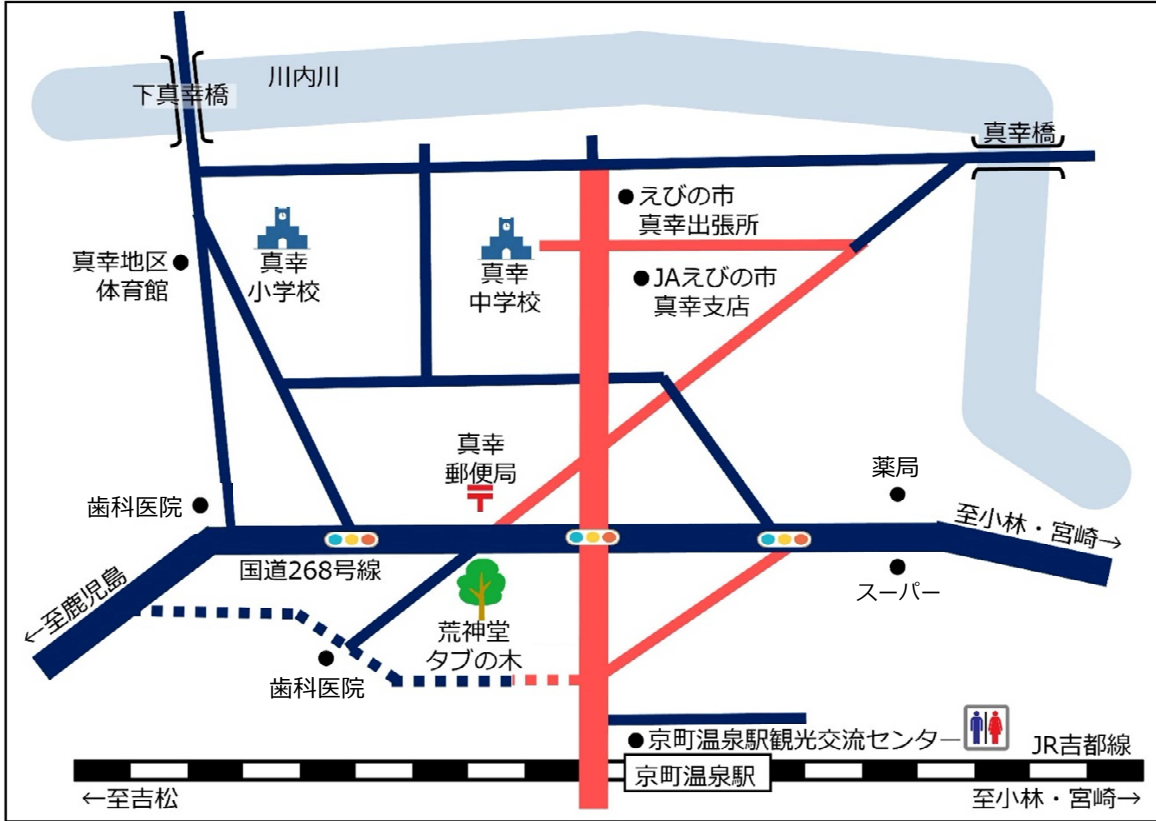 川内川
下真幸橋
真幸橋
えびの市
真幸出張所
真幸地区
体育館
真幸
小学校
真幸
中学校
JAえびの市
真幸支店
真幸
郵便局
薬局
歯科医院
至小林・宮崎→
国道268号線
スーパー
←至鹿児島
荒神堂
タブの木
歯科医院
京町温泉駅観光交流センター
JR吉都線
京町温泉駅
←至吉松
至小林・宮崎→